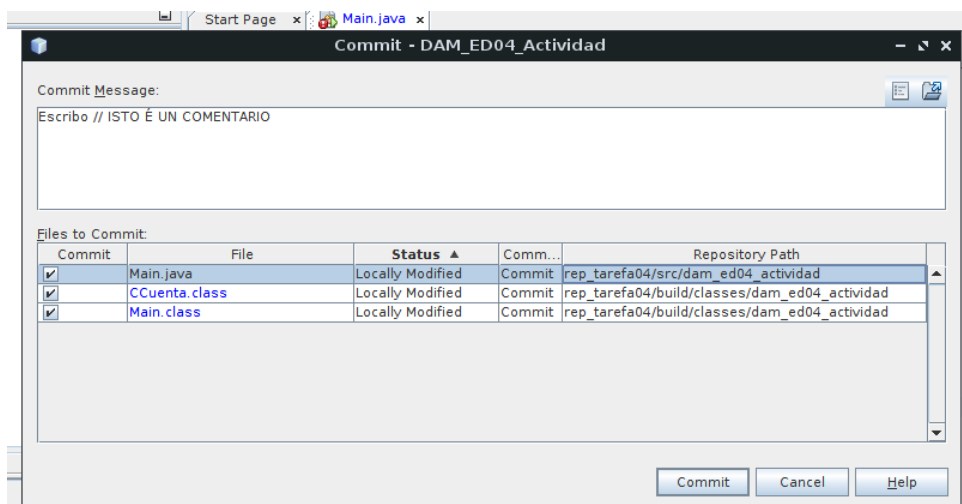 Start Page x Main.java x
Commit - DAM_ED04_Actividad
Commit Message:
Escribo // ISTO É UN COMENTARIO
Files to Commit:
Commit File Status ▲ Comm... Repository Path
Main.java Locally Modified Commit rep_tarefa04/src/dam_ed04_actividad
CCuenta.class Locally Modified Commit rep_tarefa04/build/classes/dam_ed04_actividad
Main.class Locally Modified Commit rep_tarefa04/build/classes/dam_ed04_actividad
Commit Cancel Help